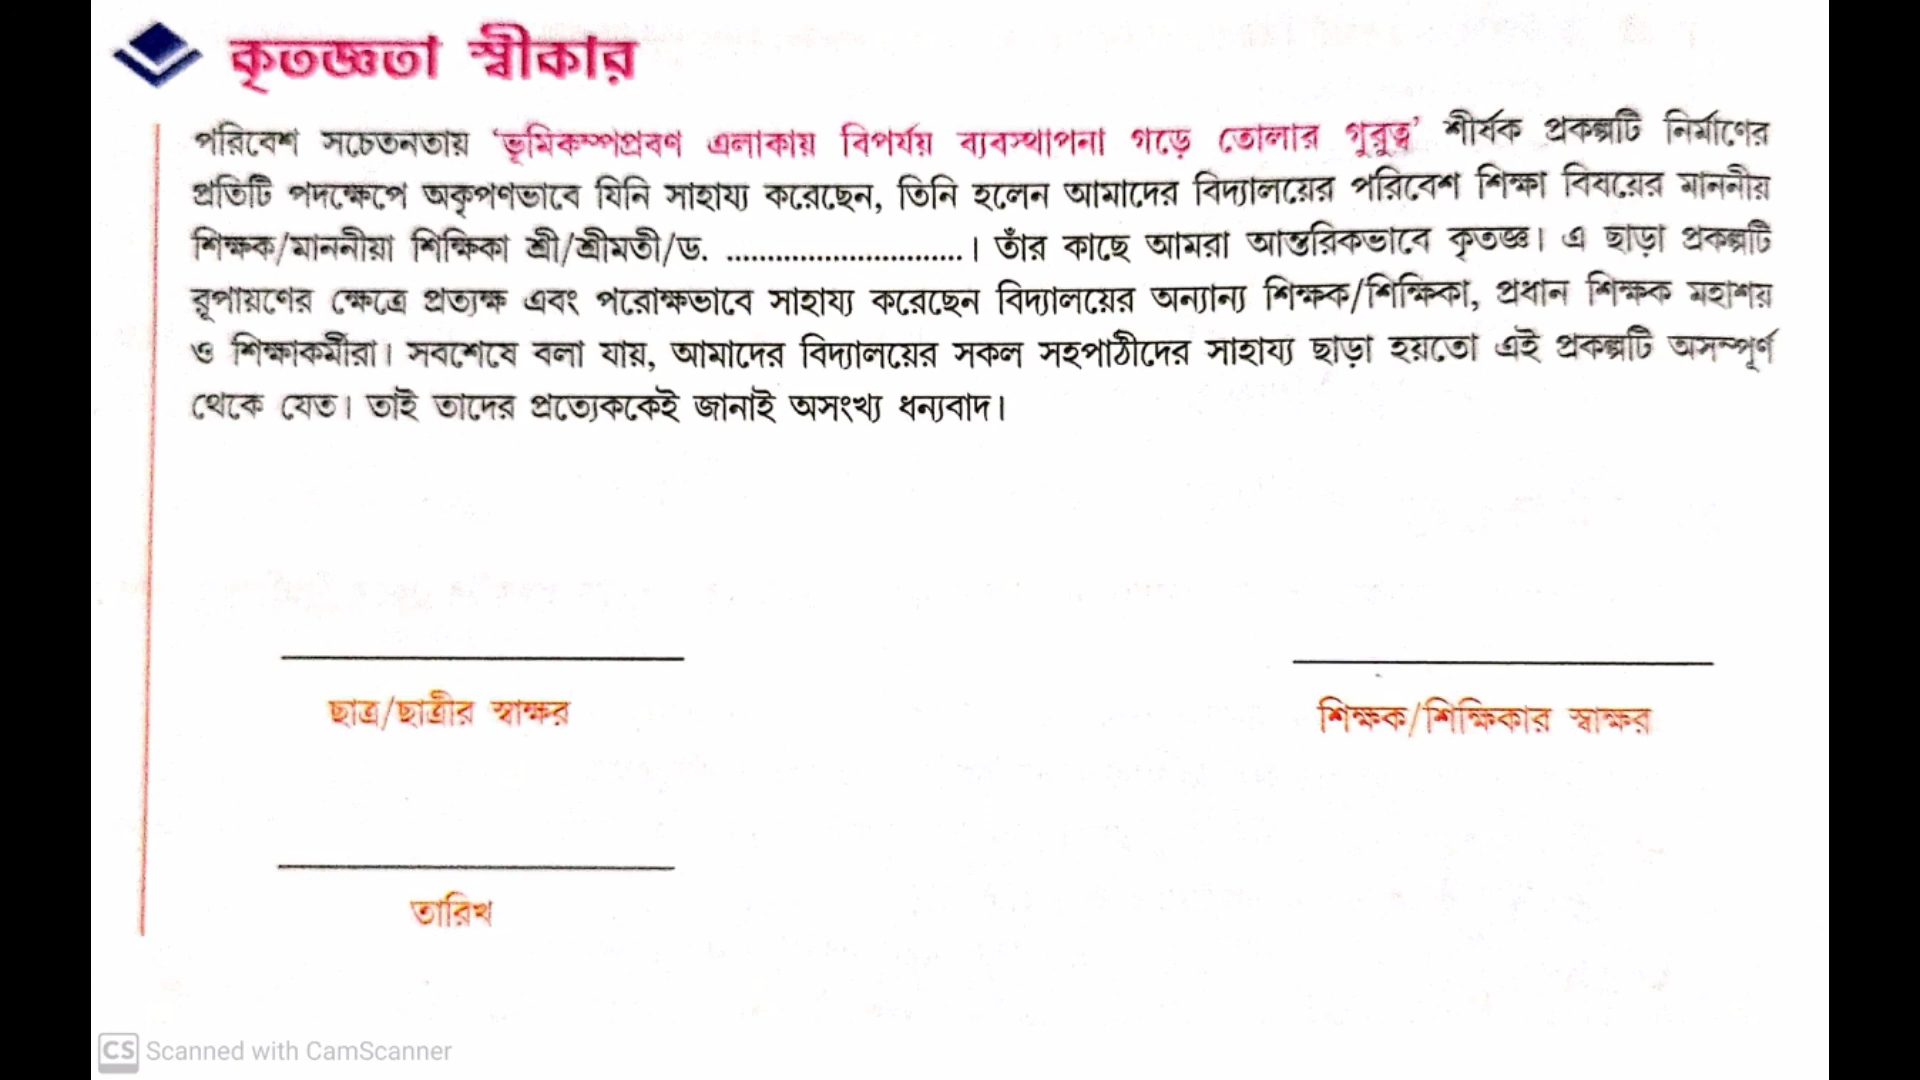 কৃতজ্ঞতা স্বীকার
পরিবেশ সচেতনতায় ‘ভূমিকম্পপ্রবণ এলাকায় বিপর্যয় ব্যবস্থাপনা গড়ে তোলার গুরুত্ব’ শীর্ষক প্রকল্পটি নির্মাণের
প্রতিটি পদক্ষেপে অকৃপণভাবে যিনি সাহায্য করেছেন, তিনি হলেন আমাদের বিদ্যালয়ের পরিবেশ শিক্ষা বিষয়ের মাননীয়
শিক্ষক/মাননীয়া শিক্ষিকা শ্রী/শ্রীমতী/ড. ............................। তাঁর কাছে আমরা আন্তরিকভাবে কৃতজ্ঞ। এ ছাড়া প্রকল্পটি
রূপায়ণের ক্ষেত্রে প্রত্যক্ষ এবং পরোক্ষভাবে সাহায্য করেছেন বিদ্যালয়ের অন্যান্য শিক্ষক/শিক্ষিকা, প্রধান শিক্ষক মহাশয়
ও শিক্ষাকর্মীরা। সবশেষে বলা যায়, আমাদের বিদ্যালয়ের সকল সহপাঠীদের সাহায্য ছাড়া হয়তো এই প্রকল্পটি অসম্পূর্ণ
থেকে যেত। তাই তাদের প্রত্যেককেই জানাই অসংখ্য ধন্যবাদ।
ছাত্র/ছাত্রীর স্বাক্ষর
শিক্ষক/শিক্ষিকার স্বাক্ষর
তারিখ
CS Scanned with CamScanner